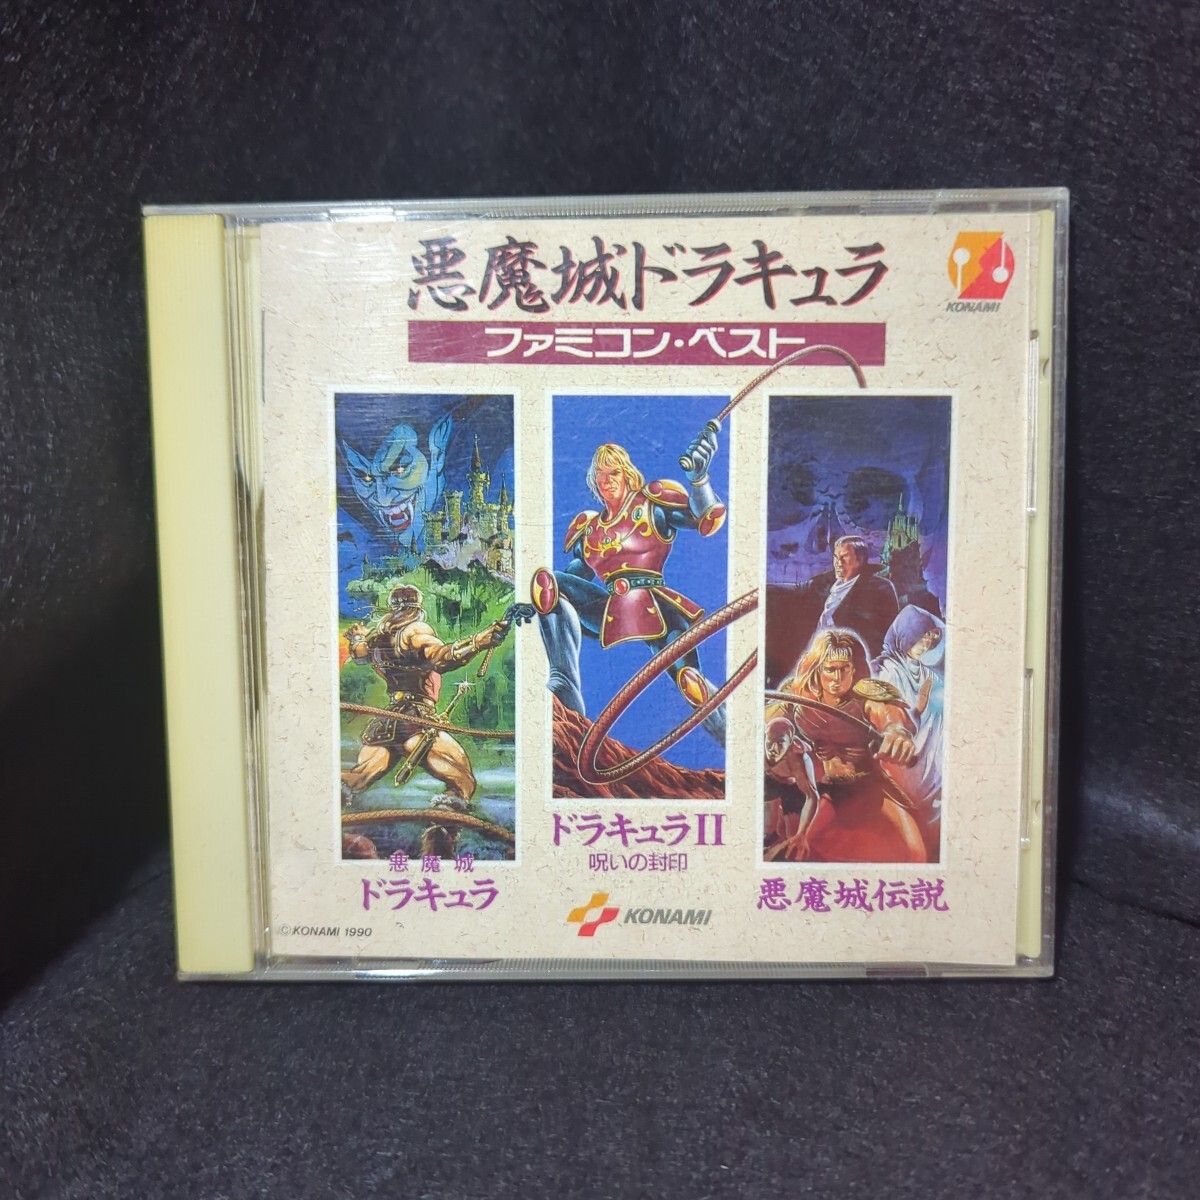 悪魔城ドラキュラ
KONAMI
ファミコン・ベスト
悪魔城
ドラキュラ
ドラキュラII
呪いの封印
悪魔城伝説
KONAMI
©KONAMI 1990